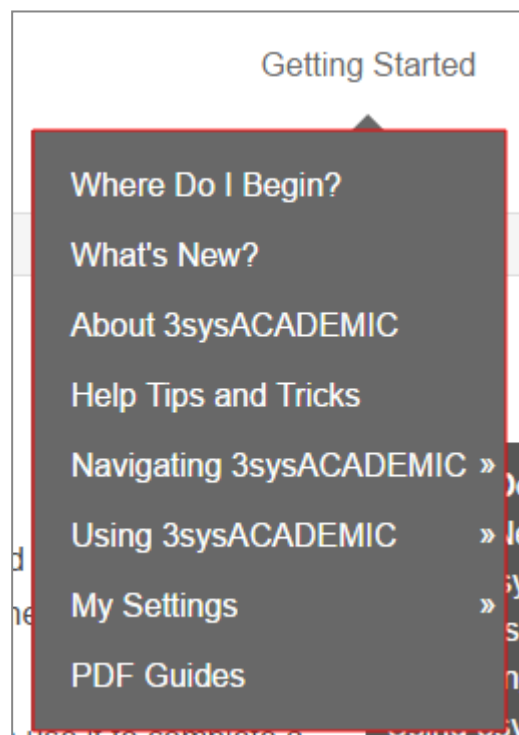 Getting Started
Where Do I Begin?
What's New?
About 3sysACADEMIC
Help Tips and Tricks
Navigating 3sysACADEMIC »
Using 3sysACADEMIC »
My Settings »
PDF Guides